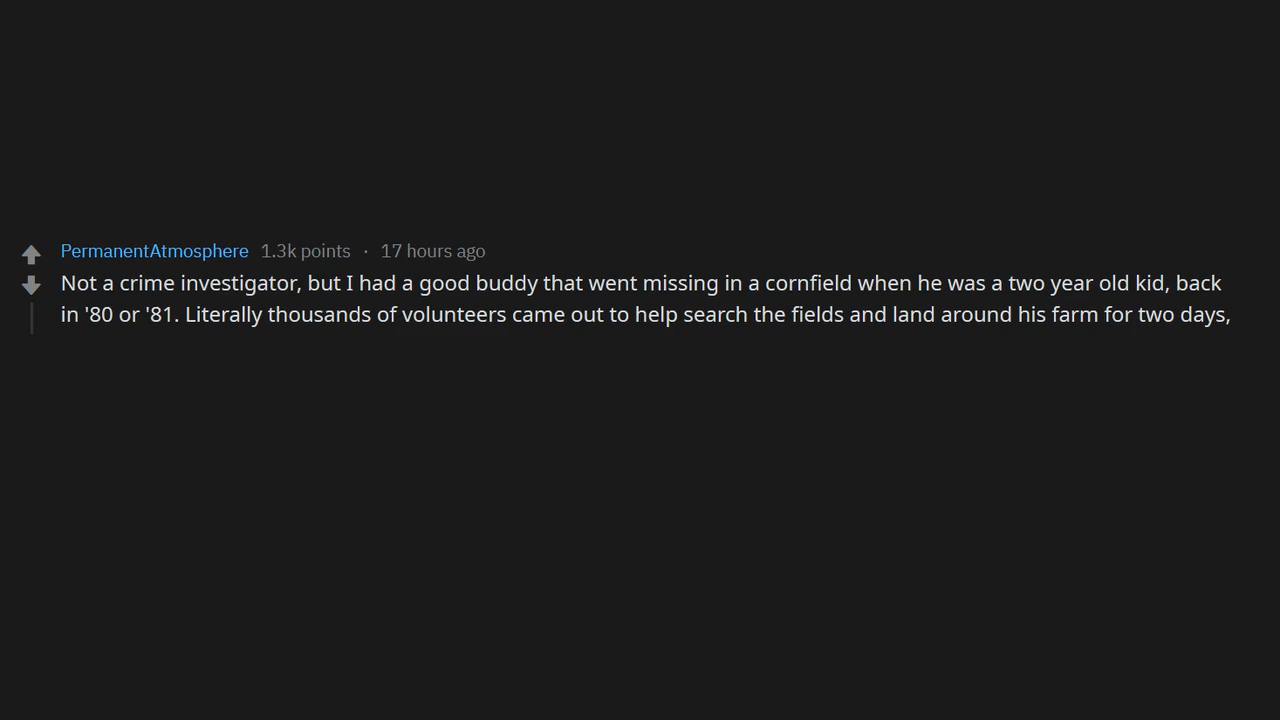 PermanentAtmosphere 1.3k points · 17 hours ago
Not a crime investigator, but I had a good buddy that went missing in a cornfield when he was a two year old kid, back
in '80 or '81. Literally thousands of volunteers came out to help search the fields and land around his farm for two days,